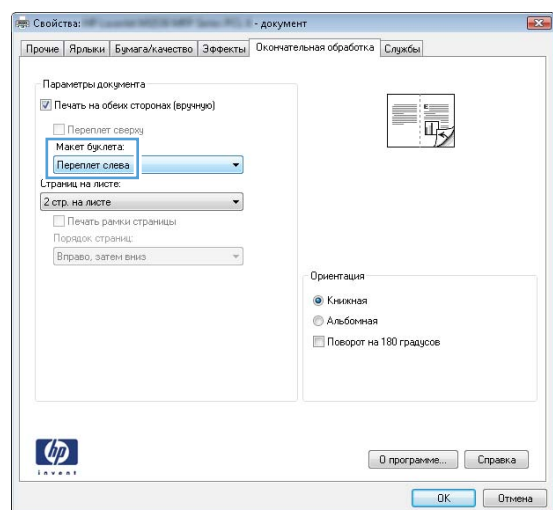 Свойства: - документ
Прочие Ярлыки Бумага/качество Эффекты Окончательная обработка Службы
Параметры документа
Печать на обеих сторонах (вручную)
Переплет сверху
Макет буклета:
Переплет слева
Страниц на листе:
2 стр. на листе
Печать рамки страницы
Порядок страниц:
Вправо, затем вниз
Ориентация
Книжная
Альбомная
Поворот на 180 градусов
hp
invent
О программе... Справка
OK Отмена